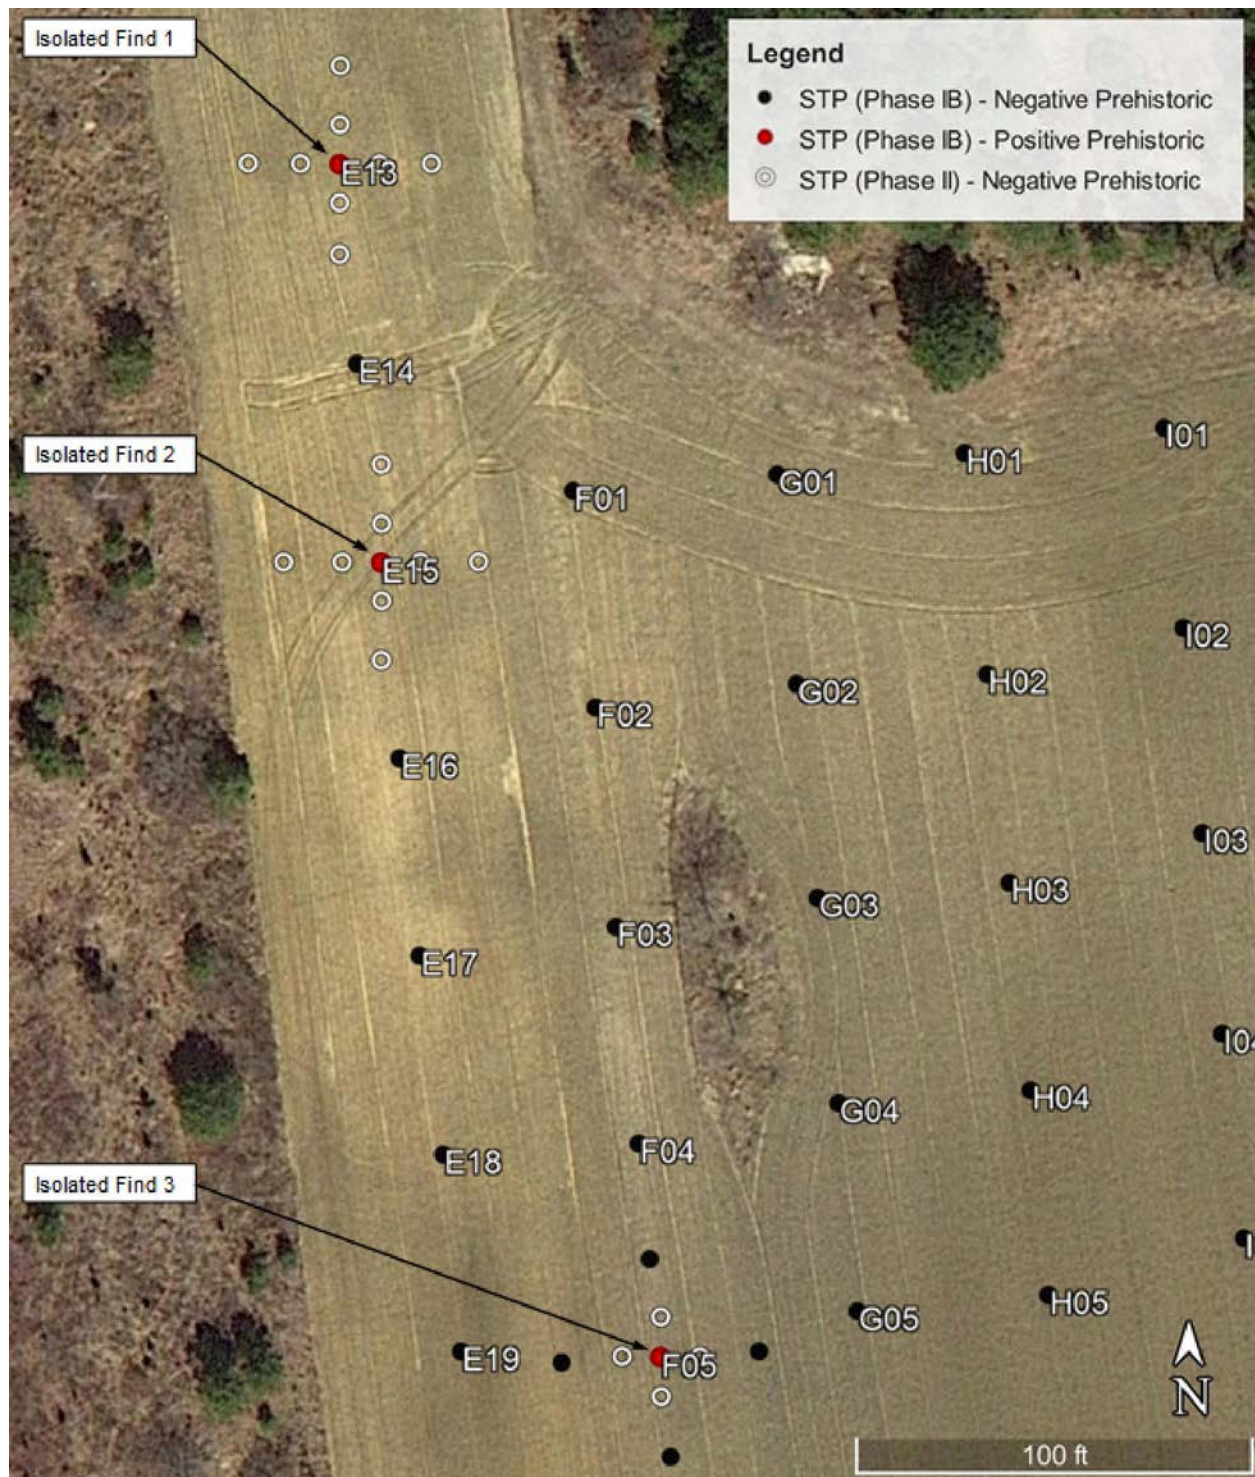 Isolated Find 1
Legend
STP (Phase IB) - Negative Prehistoric
STP (Phase IB) - Positive Prehistoric
STP (Phase II) - Negative Prehistoric
E13
E14
I01
Isolated Find 2
H01
G01
F01
E15
I02
H02
G02
F02
E16
I03
H03
G03
F03
E17
I04
H04
G04
F04
E18
Isolated Find 3
I
H05
G05
E19
F05
N
100 ft